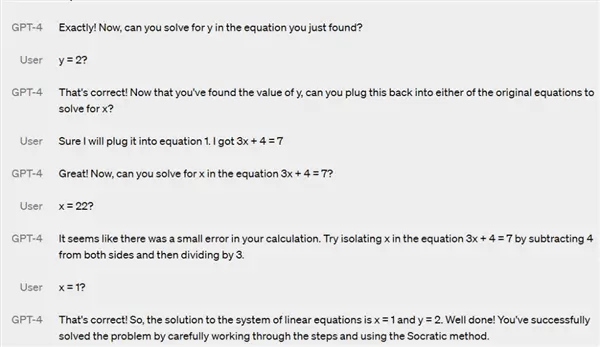 GPT-4 Exactly! Now, can you solve for y in the equation you just found?
User y = 2?
GPT-4 That's correct! Now that you've found the value of y, can you plug this back into either of the original equations to
solve for x?
User Sure I will plug it into equation 1. I got 3x + 4 = 7
GPT-4 Great! Now, can you solve for x in the equation 3x + 4 = 7?
User x = 22?
GPT-4 It seems like there was a small error in your calculation. Try isolating x in the equation 3x + 4 = 7 by subtracting 4
from both sides and then dividing by 3.
User x = 1?
GPT-4 That's correct! So, the solution to the system of linear equations is x = 1 and y = 2. Well done! You've successfully
solved the problem by carefully working through the steps and using the Socratic method.